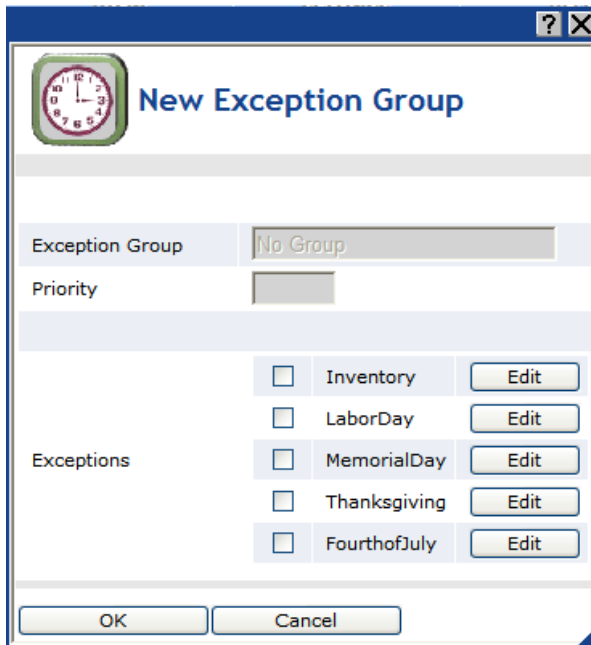 ? X
New Exception Group
Exception Group No Group
Priority
Inventory Edit
LaborDay Edit
Exceptions MemorialDay Edit
Thanksgiving Edit
FourthofJuly Edit
OK Cancel